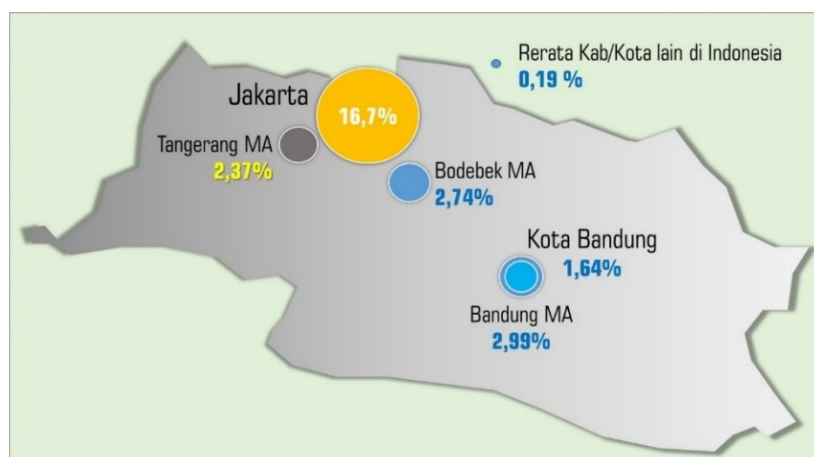 Rerata Kab/Kota lain di Indonesia
0,19 %
Jakarta
16,7%
Tangerang MA
2,37%
Bodebek MA
2,74%
Kota Bandung
1,64%
Bandung MA
2,99%